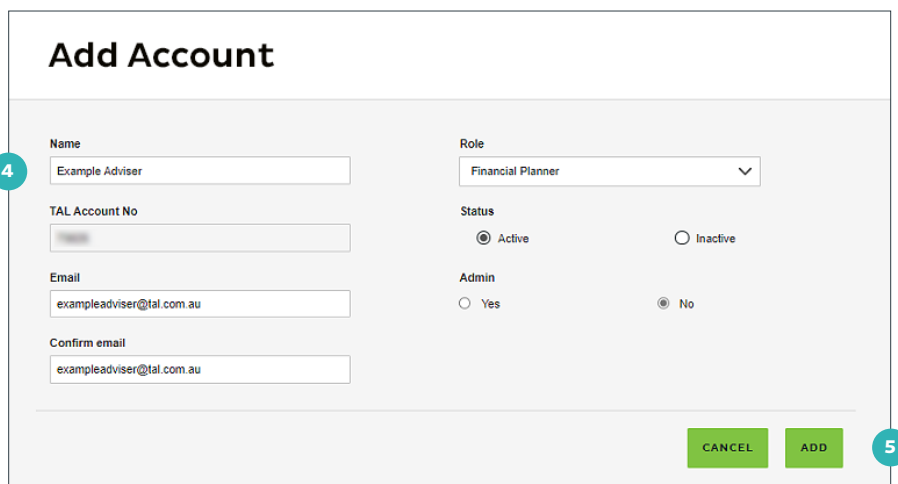 Add Account
Name
Role
4
Example Adviser
Financial Planner
TAL Account No
Status
Active
Inactive
Email
Admin
exampleadviser@tal.com.au
Yes
No
Confirm email
exampleadviser@tal.com.au
CANCEL
ADD
5